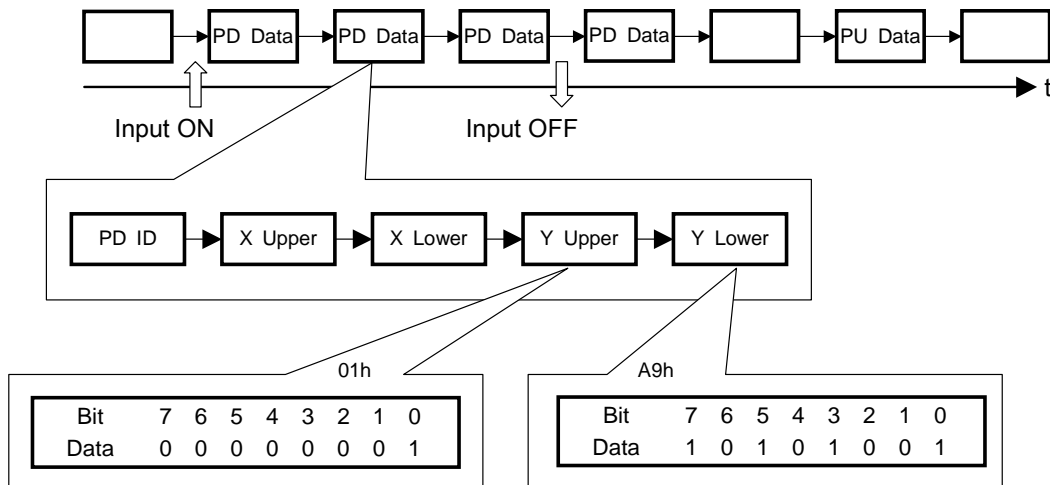 PD Data PD Data PD Data PD Data PU Data
t
Input ON Input OFF
PD ID X Upper X Lower Y Upper Y Lower
01h A9h
Bit 7 6 5 4 3 2 1 0
Data 0 0 0 0 0 0 0 1
Bit 7 6 5 4 3 2 1 0
Data 1 0 1 0 1 0 0 1